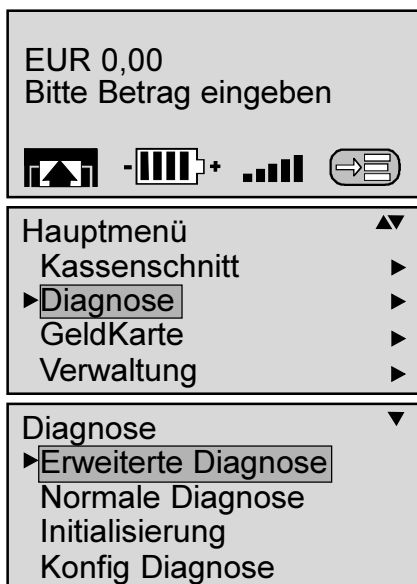 EUR 0,00
Bitte Betrag eingeben
Hauptmenü
Kassenschnitt
Diagnose
GeldKarte
Verwaltung
Diagnose
Erweiterte Diagnose
Normale Diagnose
Initialisierung
Konfig Diagnose